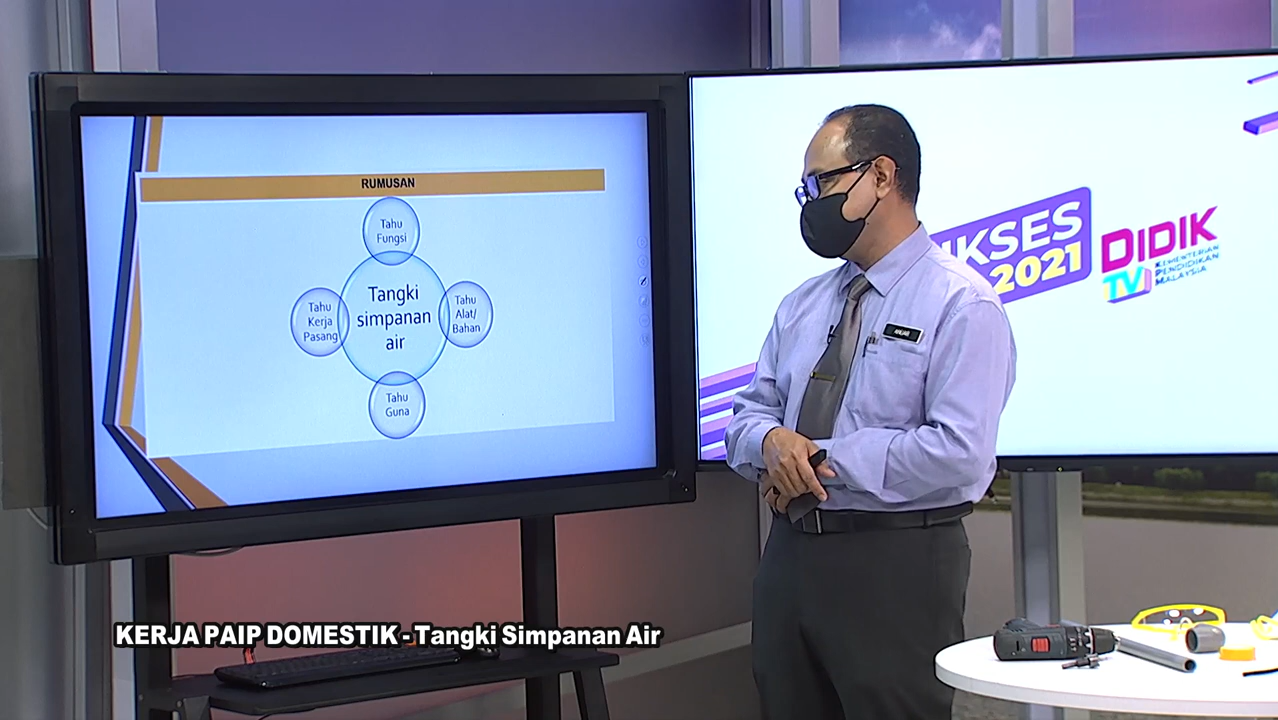 RUMUSAN
Tahu
Fungsi
Tangki
simpanan
air
Tahu
Kerja
Pasang
Tahu
Alat/
Bahan
Tahu
Guna
KSES
2021
DIDIK
TV
KEMENTERIAN
PENDIDIKAN
MALAYSIA
KERJA PAIP DOMESTIK - Tangki Simpanan Air